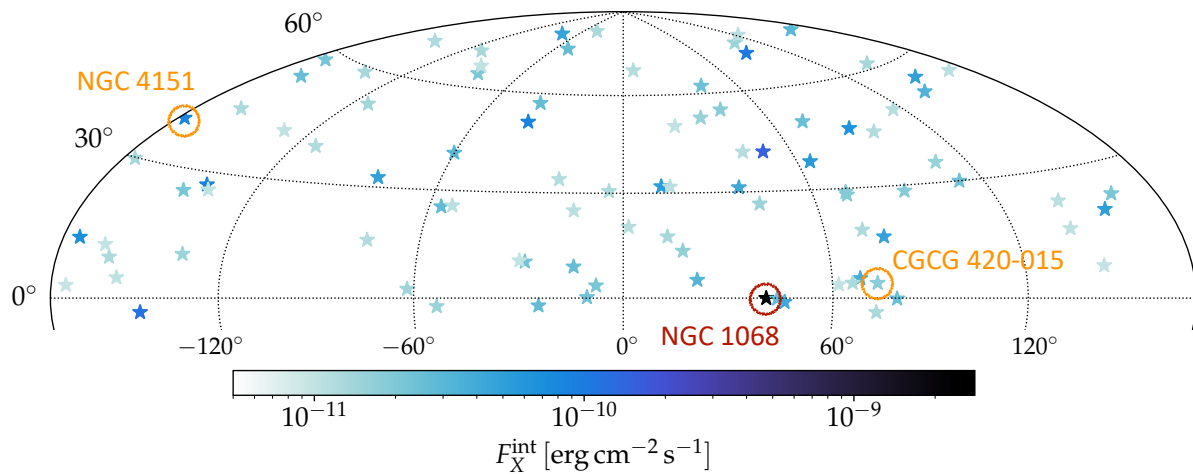 60°
NGC 4151
30°
CGCG 420-015
0°
NGC 1068
−120° −60° 0° 60° 120°
10⁻¹¹ 10⁻¹⁰ 10⁻⁹
F_X^int [erg cm⁻² s⁻¹]